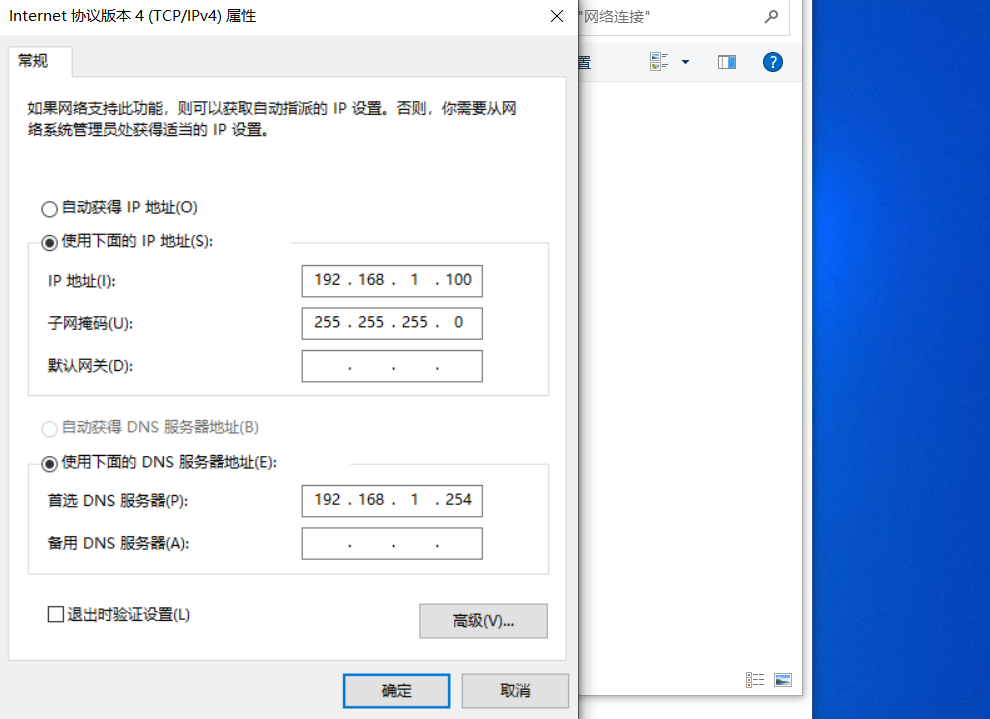 Internet 协议版本 4 (TCP/IPv4) 属性
"网络连接"
常规
置
如果网络支持此功能，则可以获取自动指派的 IP 设置。否则，你需要从网
络系统管理员处获得适当的 IP 设置。
自动获得 IP 地址(O)
使用下面的 IP 地址(S):
IP 地址(I):
192 . 168 . 1 . 100
子网掩码(U):
255 . 255 . 255 . 0
默认网关(D):
. . .
自动获得 DNS 服务器地址(B)
使用下面的 DNS 服务器地址(E):
首选 DNS 服务器(P):
192 . 168 . 1 . 254
备用 DNS 服务器(A):
. . .
退出时验证设置(L)
高级(V)...
确定
取消